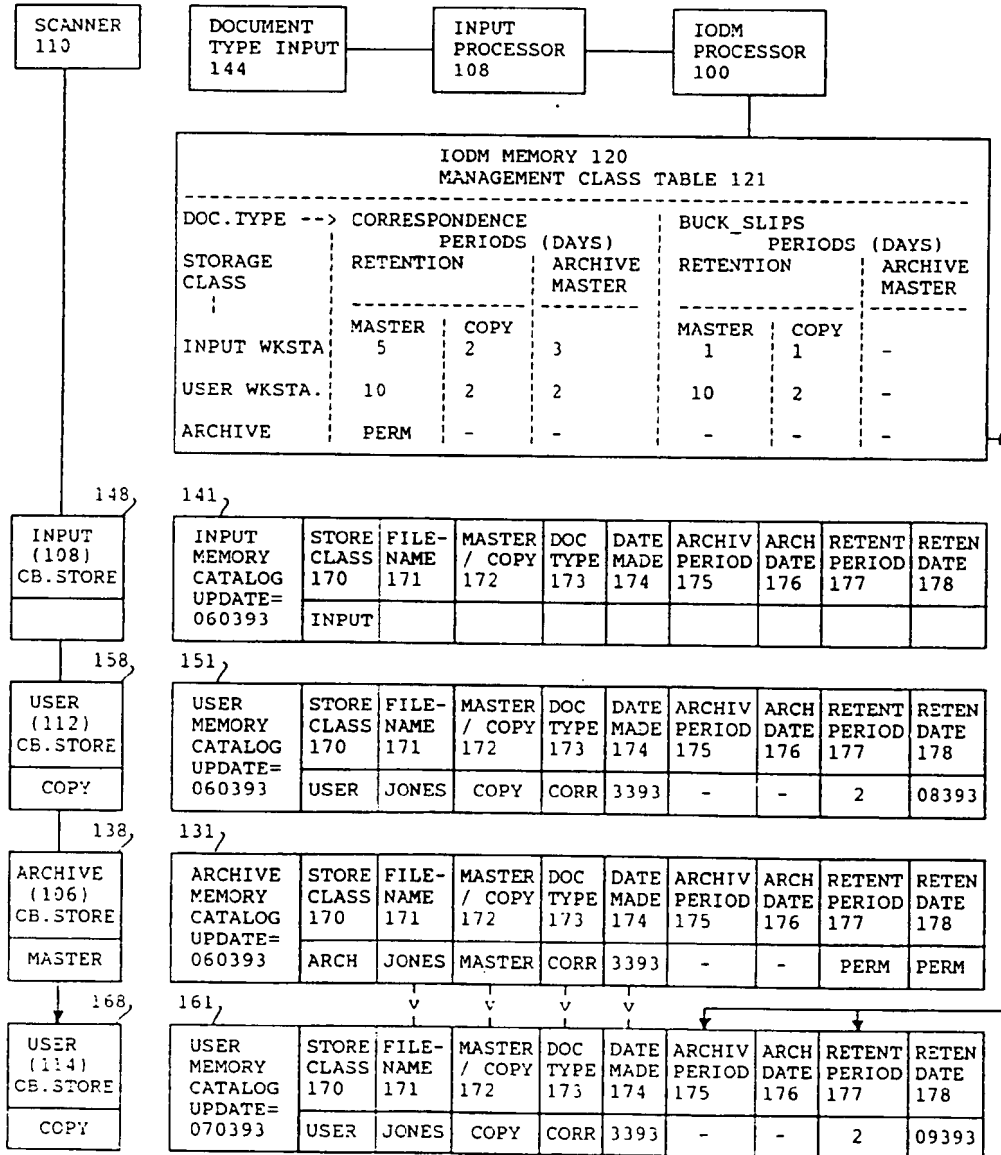 SCANNER
110
DOCUMENT
TYPE INPUT
144
INPUT
PROCESSOR
108
IODM
PROCESSOR
100
IODM MEMORY 120
MANAGEMENT CLASS TABLE 121
DOC.TYPE --> CORRESPONDENCE BUCK_SLIPS
PERIODS (DAYS) PERIODS (DAYS)
STORAGE RETENTION ARCHIVE RETENTION ARCHIVE
CLASS MASTER MASTER
MASTER COPY MASTER COPY
INPUT WKSTA 5 2 3 1 1 -
USER WKSTA. 10 2 2 10 2 -
ARCHIVE PERM - - - - -
148 141
INPUT
(108)
CB.STORE
INPUT STORE FILE- MASTER DOC DATE ARCHIV ARCH RETENT RETEN
MEMORY CLASS NAME / COPY TYPE MADE PERIOD DATE PERIOD DATE
CATALOG 170 171 172 173 174 175 176 177 178
UPDATE=
060393 INPUT
158 151
USER
(112)
CB.STORE
COPY
USER STORE FILE- MASTER DOC DATE ARCHIV ARCH RETENT RETEN
MEMORY CLASS NAME / COPY TYPE MADE PERIOD DATE PERIOD DATE
CATALOG 170 171 172 173 174 175 176 177 178
UPDATE=
060393 USER JONES COPY CORR 3393 - - 2 08393
138 131
ARCHIVE
(106)
CB.STORE
MASTER
ARCHIVE STORE FILE- MASTER DOC DATE ARCHIV ARCH RETENT RETEN
MEMORY CLASS NAME / COPY TYPE MADE PERIOD DATE PERIOD DATE
CATALOG 170 171 172 173 174 175 176 177 178
UPDATE=
060393 ARCH JONES MASTER CORR 3393 - - PERM PERM
168 161
USER
(114)
CB.STORE
COPY
USER STORE FILE- MASTER DOC DATE ARCHIV ARCH RETENT RETEN
MEMORY CLASS NAME / COPY TYPE MADE PERIOD DATE PERIOD DATE
CATALOG 170 171 172 173 174 175 176 177 178
UPDATE=
070393 USER JONES COPY CORR 3393 - - 2 09393